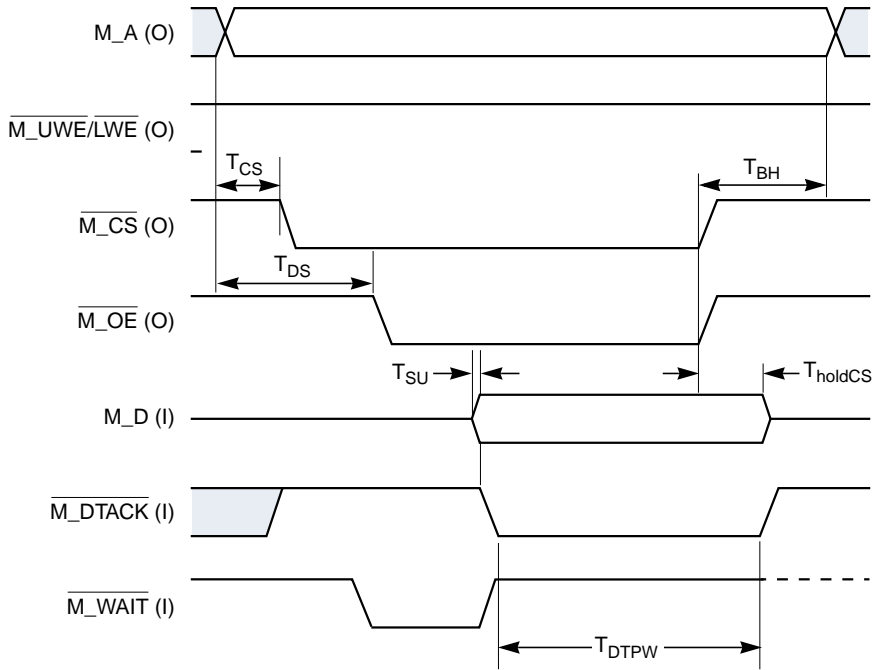 M_A (O)
M_UWE/LWE (O)
T_CS
T_BH
M_CS (O)
T_DS
M_OE (O)
T_SU
T_holdCS
M_D (I)
M_DTACK (I)
M_WAIT (I)
T_DTPW